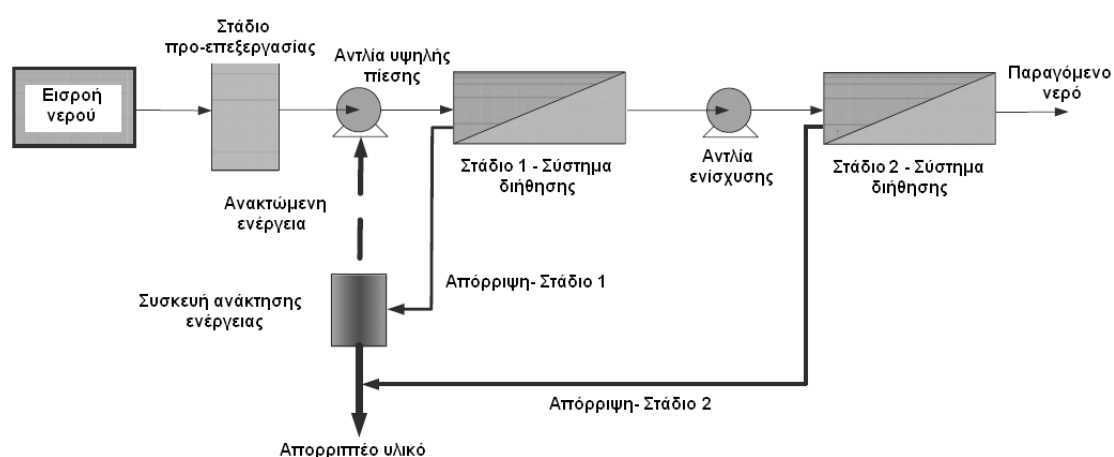 Στάδιο
προ-επεξεργασίας
Αντλία υψηλής
πίεσης
Παραγόμενο
νερό
Εισροή
νερού
Στάδιο 1 - Σύστημα
διήθησης
Αντλία
ενίσχυσης
Στάδιο 2 - Σύστημα
διήθησης
Ανακτώμενη
ενέργεια
Απόρριψη- Στάδιο 1
Συσκευή ανάκτησης
ενέργειας
Απόρριψη- Στάδιο 2
Απορριπτέο υλικό